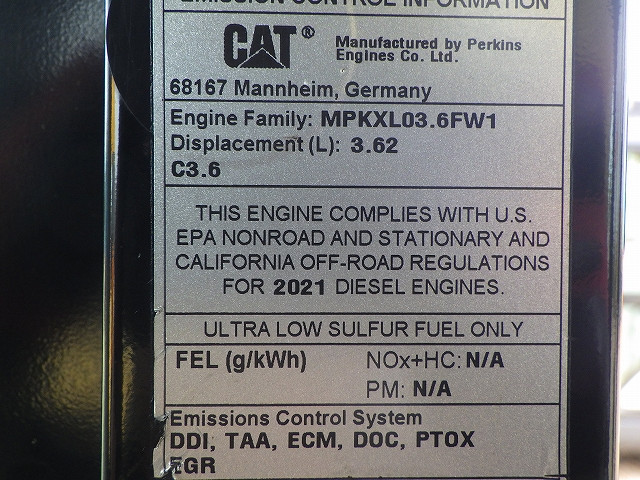 EMISSION CONTROL INFORMATION
CAT® Manufactured by Perkins
Engines Co. Ltd.
68167 Mannheim, Germany
Engine Family: MPKXL03.6FW1
Displacement (L): 3.62
C3.6
THIS ENGINE COMPLIES WITH U.S.
EPA NONROAD AND STATIONARY AND
CALIFORNIA OFF-ROAD REGULATIONS
FOR 2021 DIESEL ENGINES.
ULTRA LOW SULFUR FUEL ONLY
FEL (g/kWh) NOx+HC: N/A
PM: N/A
Emissions Control System
DDI, TAA, ECM, DOC, PTOX
EGR